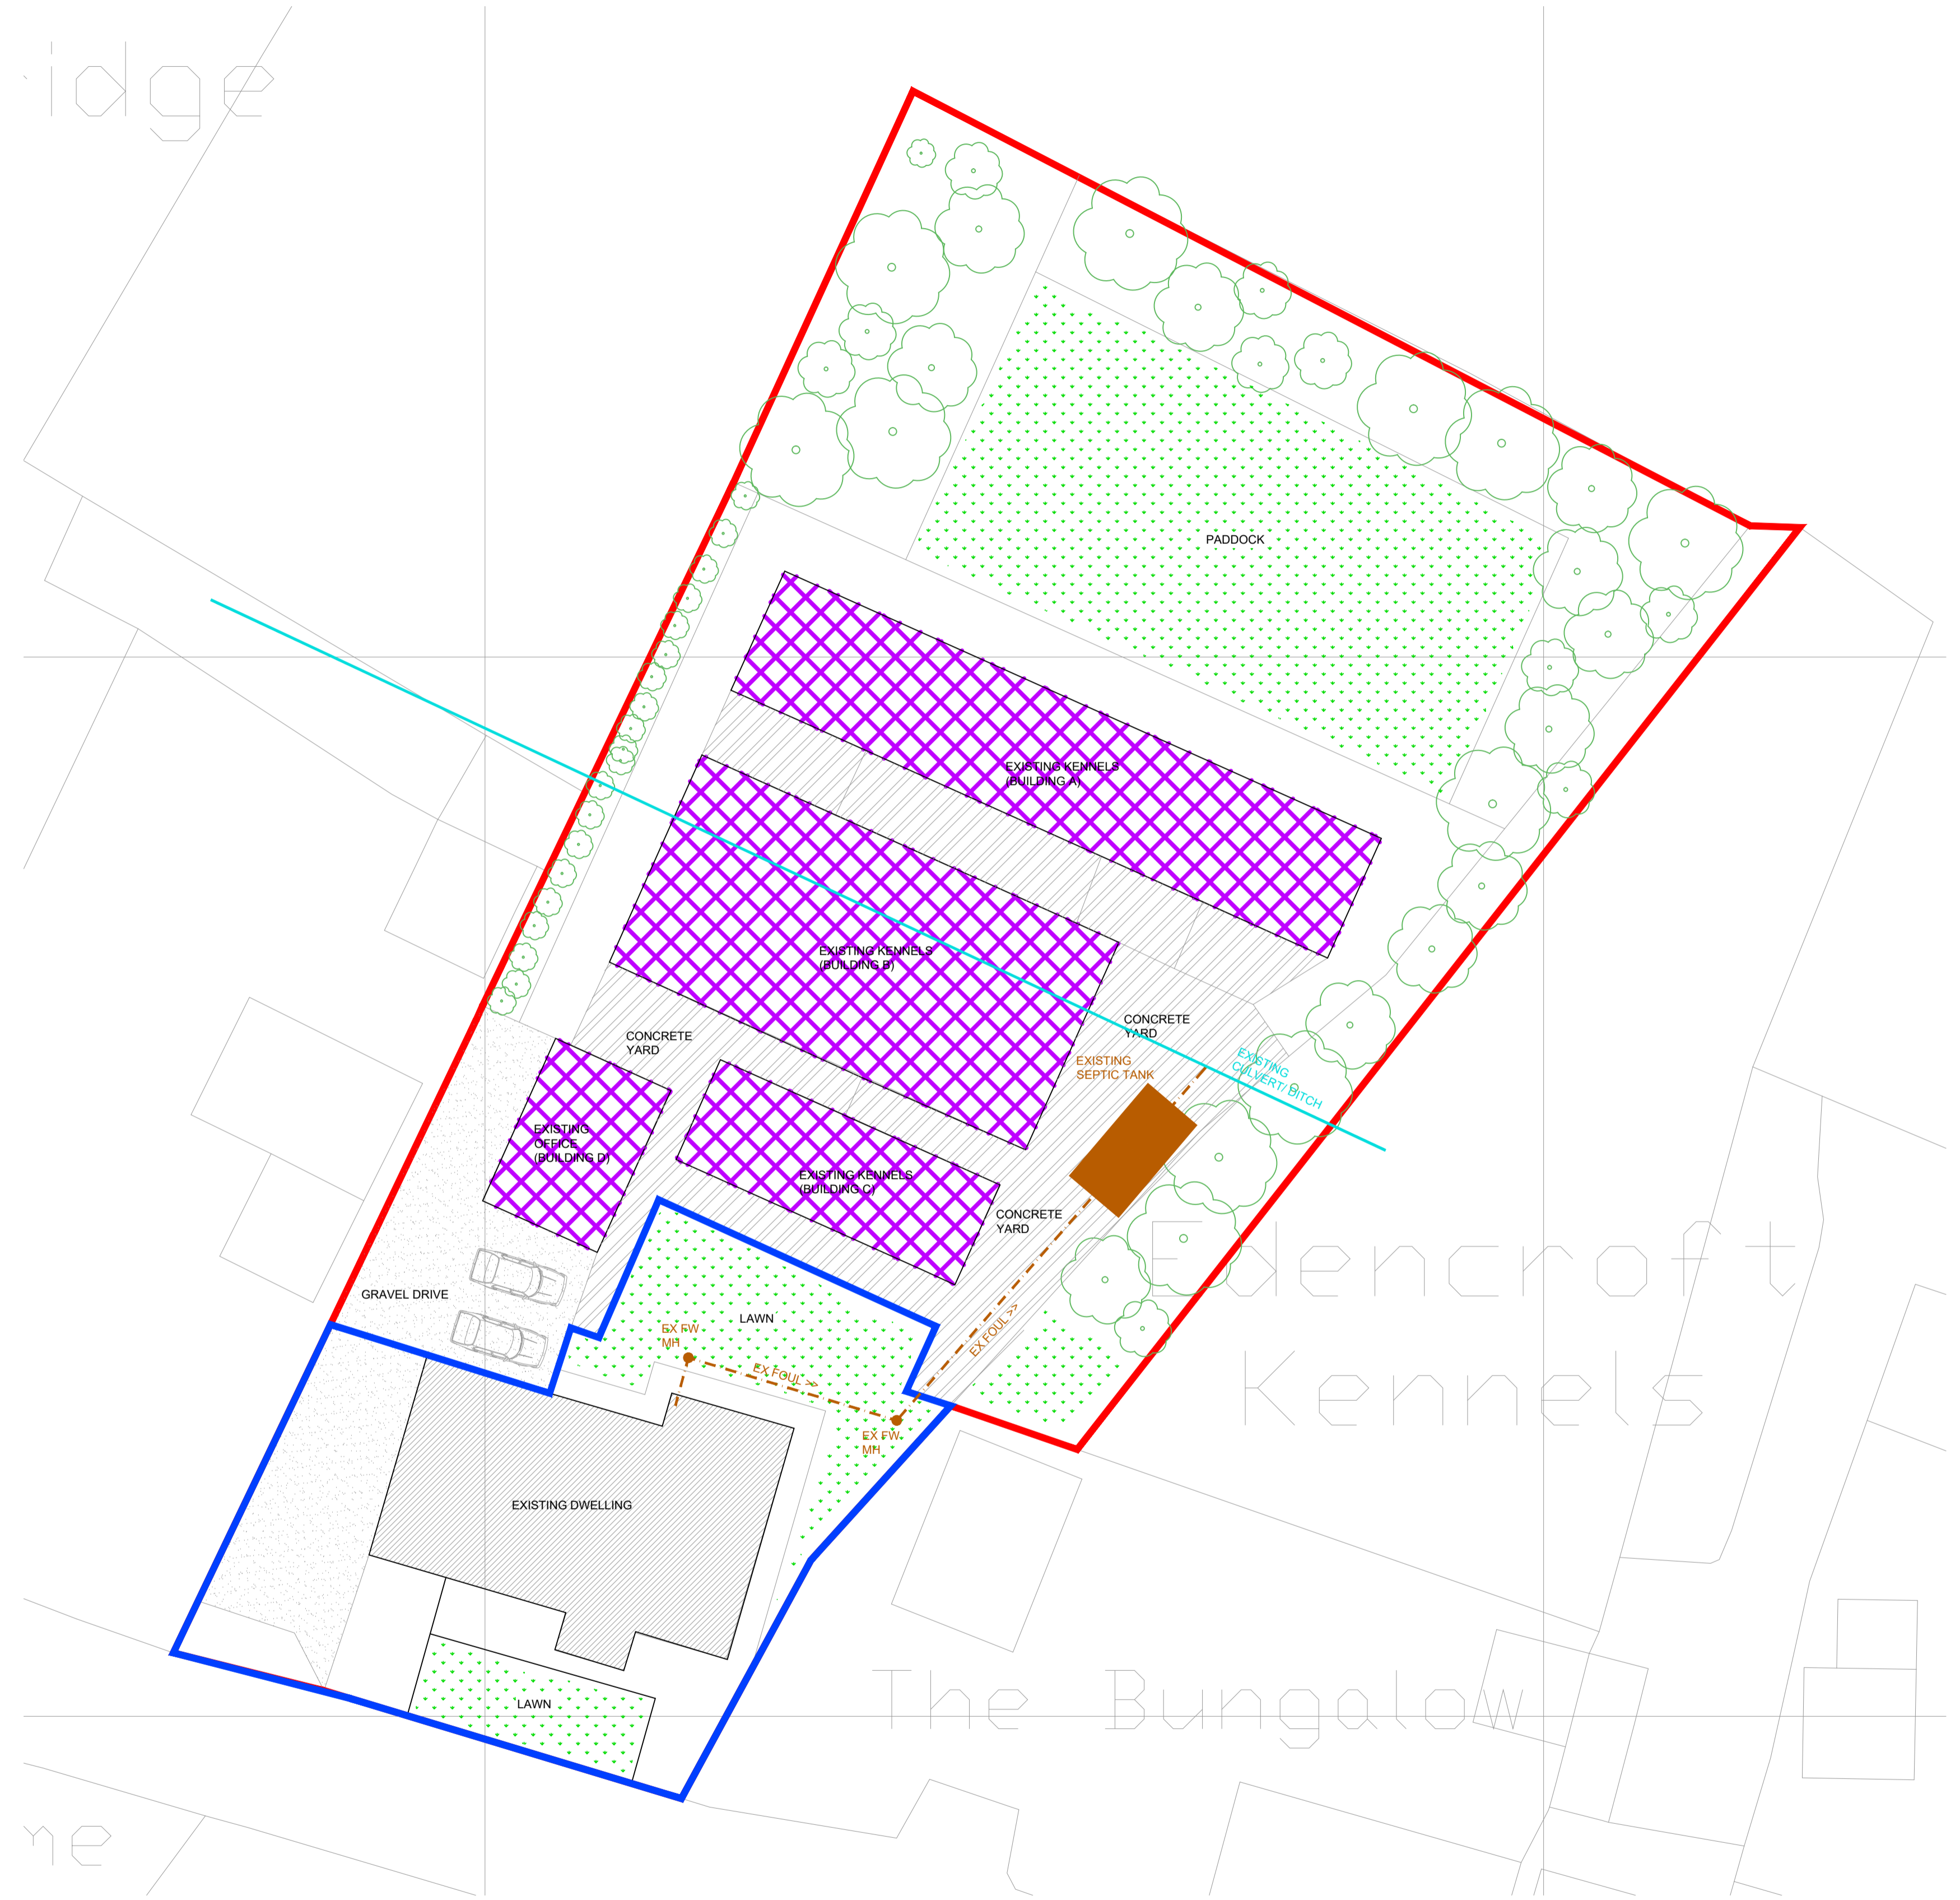 idge
PADDOCK
EXISTING KENNELS
(BUILDING A)
EXISTING KENNELS
(BUILDING B)
CONCRETE
YARD
CONCRETE
YARD
EXISTING
SEPTIC TANK
EXISTING
CULVERT/ DITCH
EXISTING
OFFICE
(BUILDING D)
EXISTING KENNELS
(BUILDING C)
CONCRETE
YARD
GRAVEL DRIVE
LAWN
EX FW
MH
EX FOUL >>
EX FOUL >>
EX FW
MH
Edencroft
Kennels
EXISTING DWELLING
LAWN
The Bungalow
ne